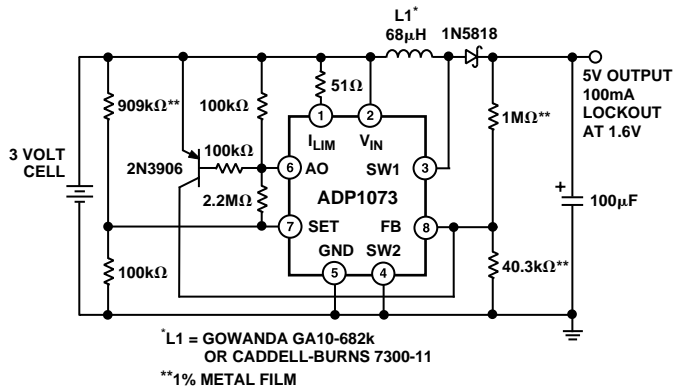 L1*
68µH
1N5818
5V OUTPUT
100mA
LOCKOUT
AT 1.6V
51Ω
909kΩ**
100kΩ
1MΩ**
1
2
ILIM
VIN
3 VOLT
CELL
2N3906
100kΩ
6
AO
SW1
3
ADP1073
2.2MΩ
+
100µF
7
SET
FB
8
GND
SW2
100kΩ
5
4
40.3kΩ**
*L1 = GOWANDA GA10-682k
OR CADDELL-BURNS 7300-11
**1% METAL FILM